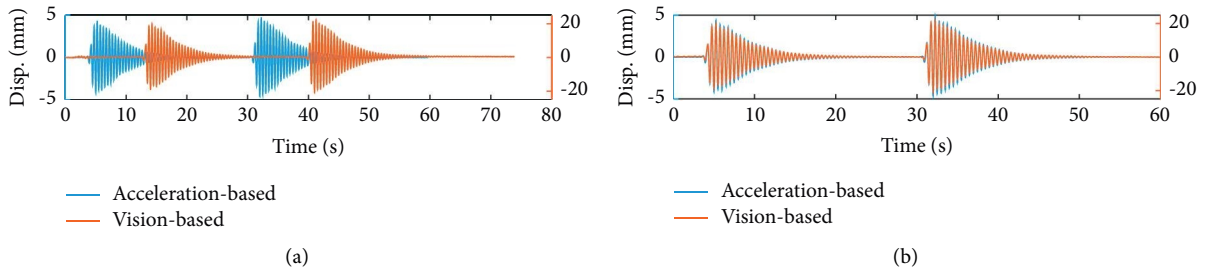 5
0
-5
Disp. (mm)
20
0
-20
0 10 20 30 40 50 60 70 80
Time (s)
Acceleration-based
Vision-based
(a)
5
0
-5
Disp. (mm)
20
0
-20
0 10 20 30 40 50 60
Time (s)
Acceleration-based
Vision-based
(b)